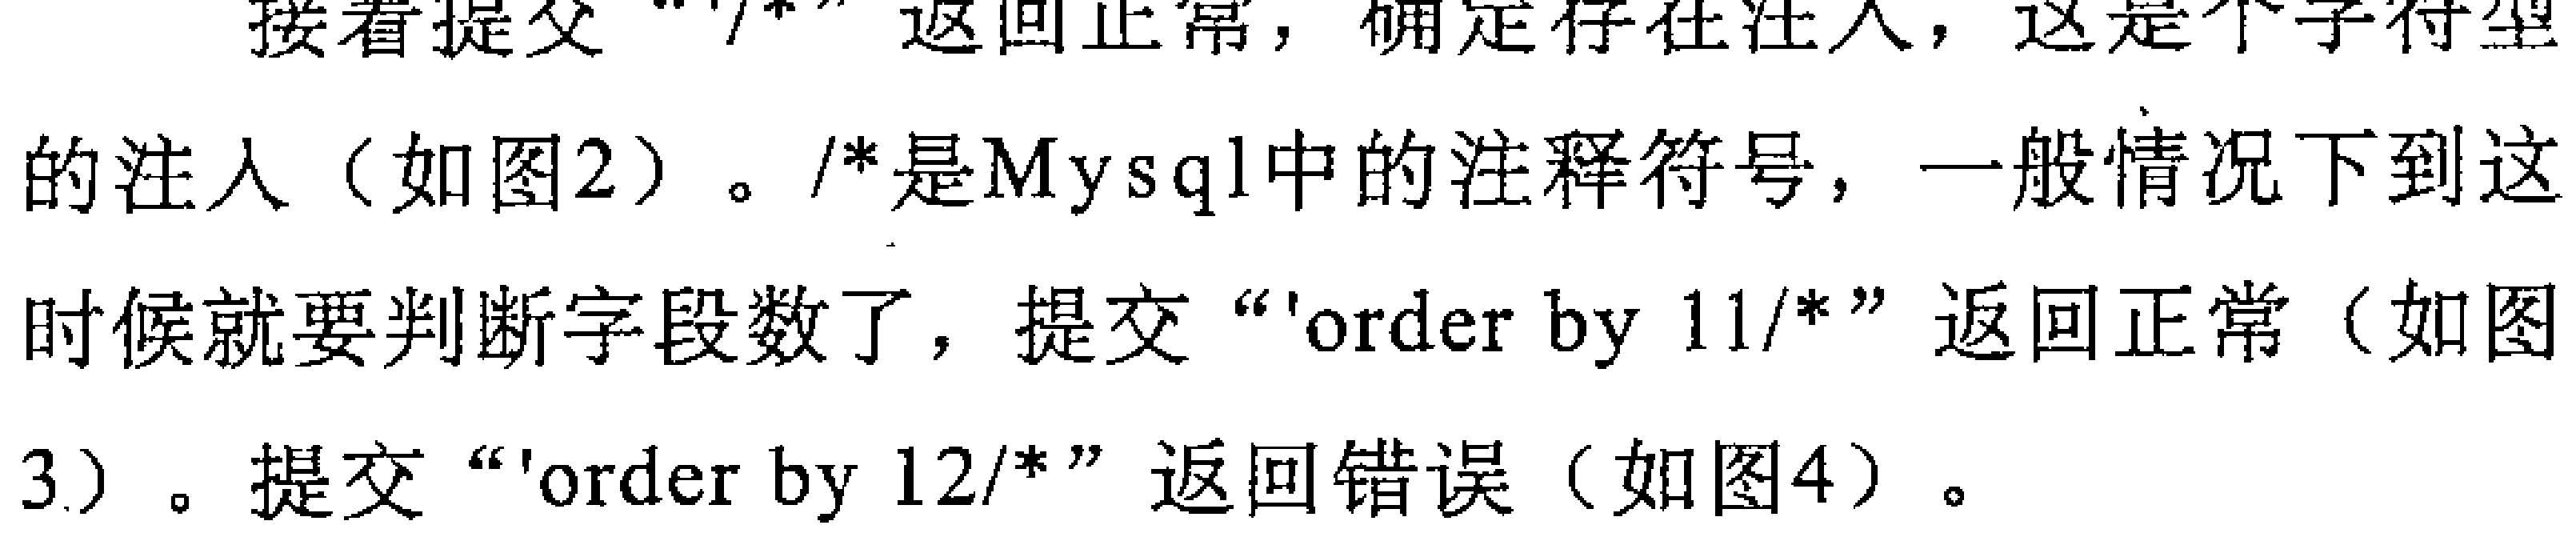 接着提交“'/*”返回正常，确定存在注入，这是个字符型
的注入（如图2）。/*是Mysql中的注释符号，一般情况下到这
时候就要判断字段数了，提交“'order by 11/*”返回正常（如图
3）。提交“'order by 12/*”返回错误（如图4）。